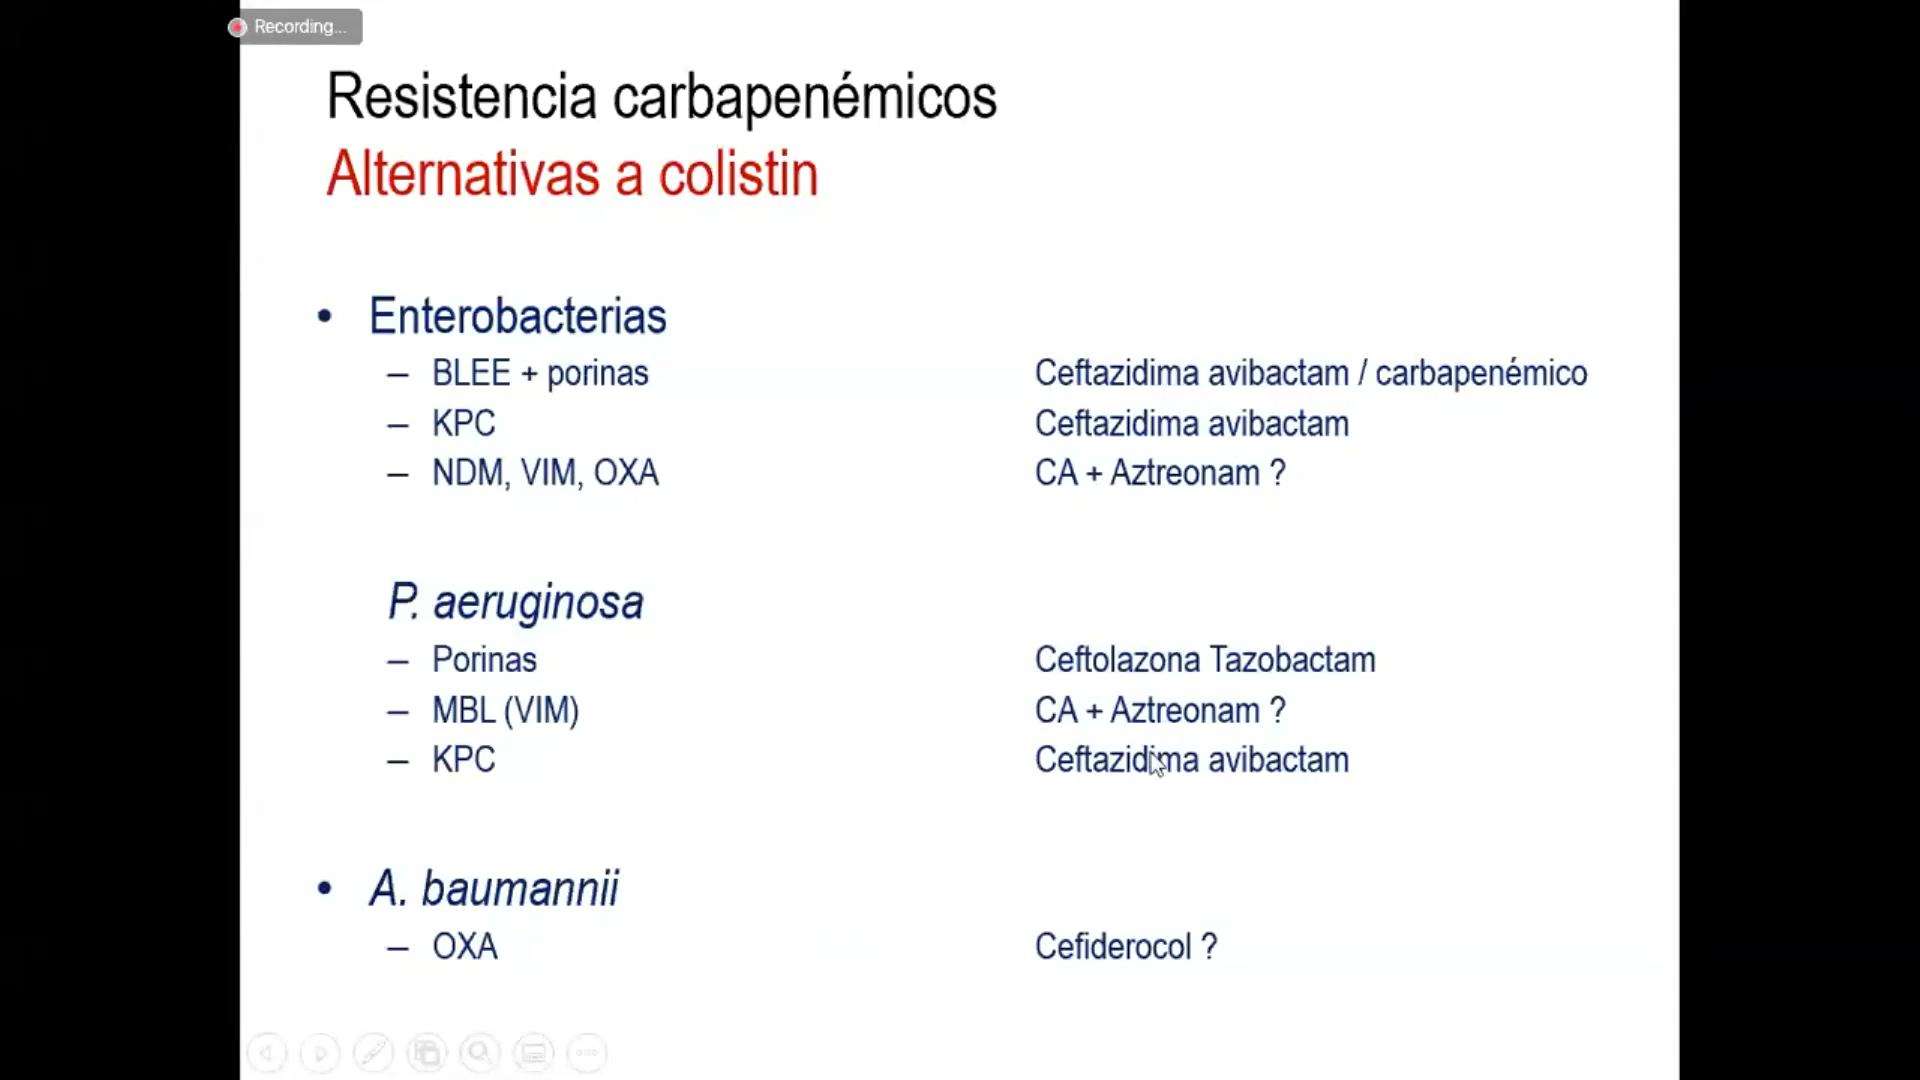 Recording...
Resistencia carbapenémicos
Alternativas a colistin
• Enterobacterias
– BLEE + porinas Ceftazidima avibactam / carbapenémico
– KPC Ceftazidima avibactam
– NDM, VIM, OXA CA + Aztreonam ?
P. aeruginosa
– Porinas Ceftolazona Tazobactam
– MBL (VIM) CA + Aztreonam ?
– KPC Ceftazidima avibactam
• A. baumannii
– OXA Cefiderocol ?